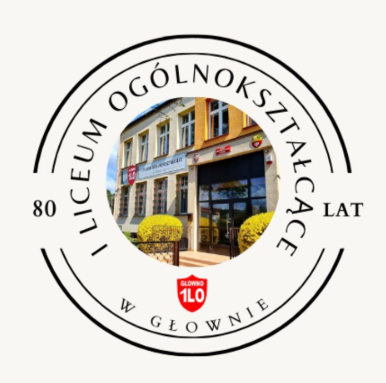 I LICEUM OGÓLNOKSZTAŁCĄCE
80 LAT
W GŁOWNIE
GŁOWNO
1LO